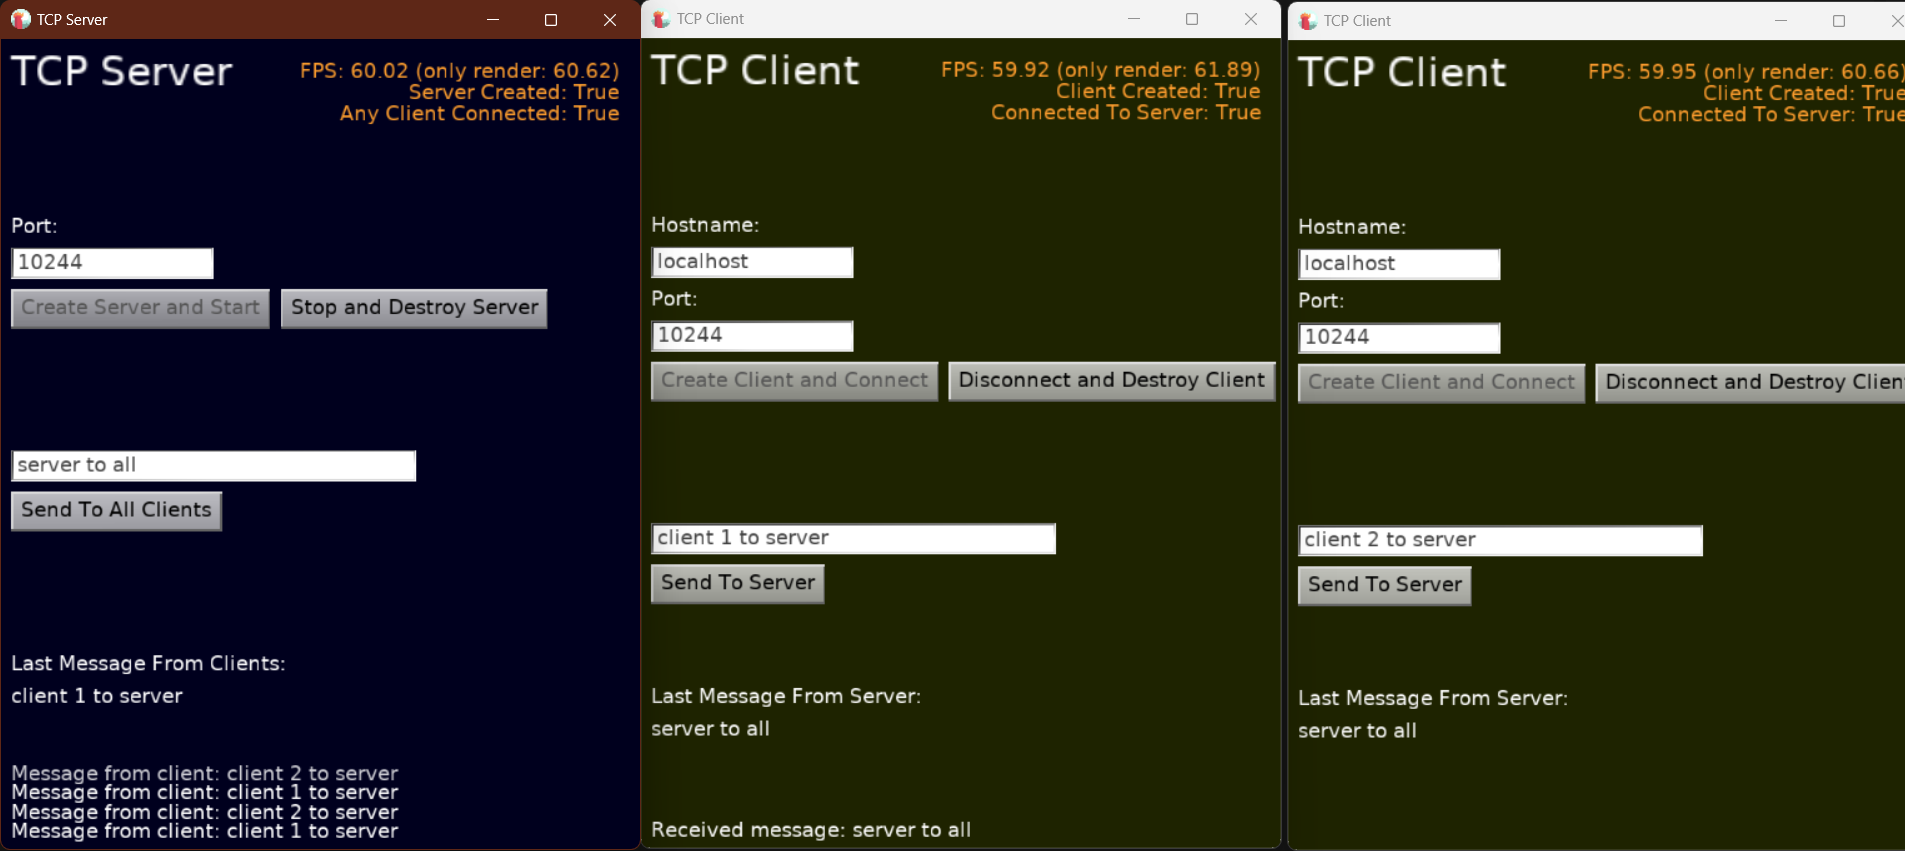 TCP Server
TCP Server
FPS: 60.02 (only render: 60.62)
Server Created: True
Any Client Connected: True
Port:
10244
Create Server and Start
Stop and Destroy Server
server to all
Send To All Clients
Last Message From Clients:
client 1 to server
Message from client: client 2 to server
Message from client: client 1 to server
Message from client: client 2 to server
Message from client: client 1 to server
TCP Client
TCP Client
FPS: 59.92 (only render: 61.89)
Client Created: True
Connected To Server: True
Hostname:
localhost
Port:
10244
Create Client and Connect
Disconnect and Destroy Client
client 1 to server
Send To Server
Last Message From Server:
server to all
Received message: server to all
TCP Client
TCP Client
FPS: 59.95 (only render: 60.66)
Client Created: True
Connected To Server: True
Hostname:
localhost
Port:
10244
Create Client and Connect
Disconnect and Destroy Clien
client 2 to server
Send To Server
Last Message From Server:
server to all